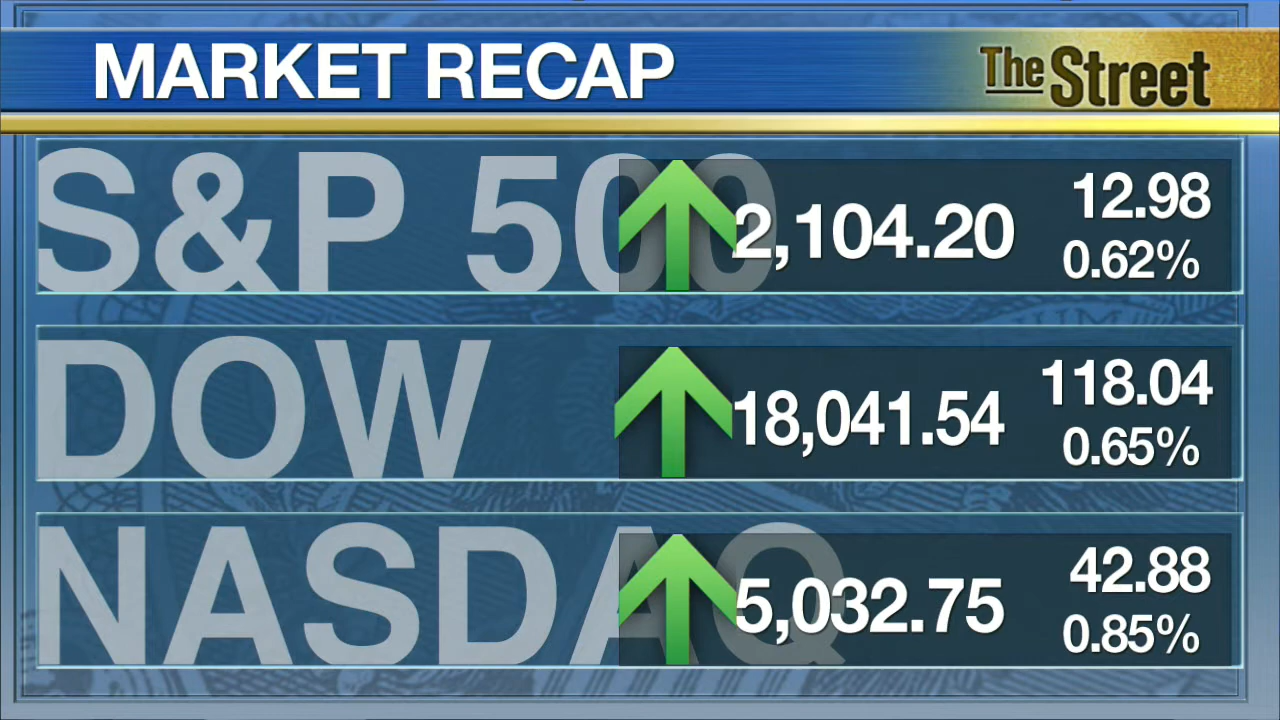 MARKET RECAP
The Street
S&P 500
2,104.20
12.98
0.62%
DOW
18,041.54
118.04
0.65%
NASDAQ
5,032.75
42.88
0.85%